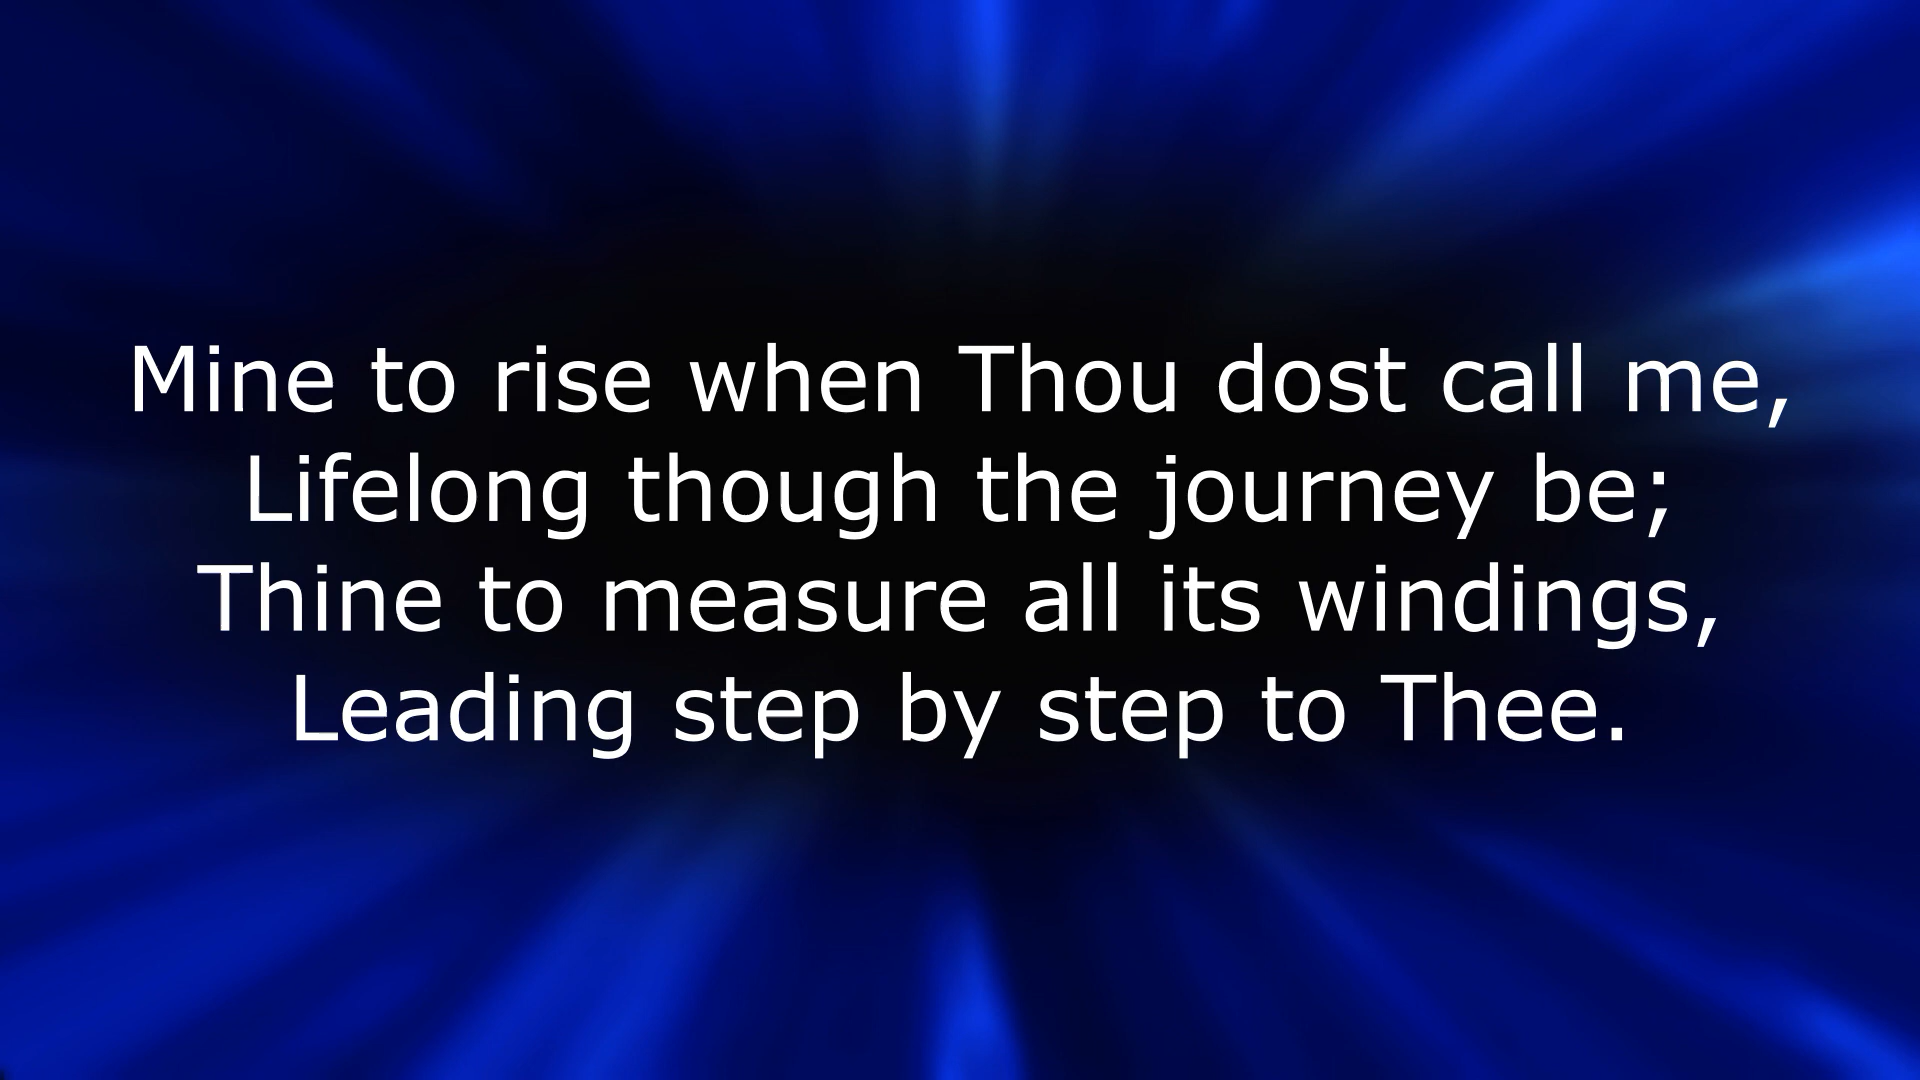 Mine to rise when Thou dost call me,
Lifelong though the journey be;
Thine to measure all its windings,
Leading step by step to Thee.